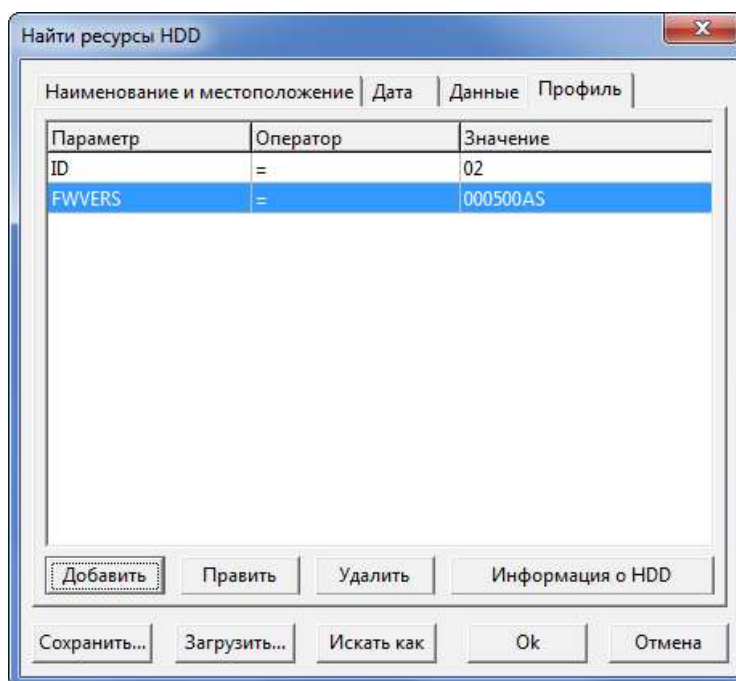 Найти ресурсы HDD
Наименование и местоположение Дата Данные Профиль
Параметр Оператор Значение
ID = 02
FWVERS = 000500AS
Добавить Править Удалить Информация о HDD
Сохранить... Загрузить... Искать как Ok Отмена